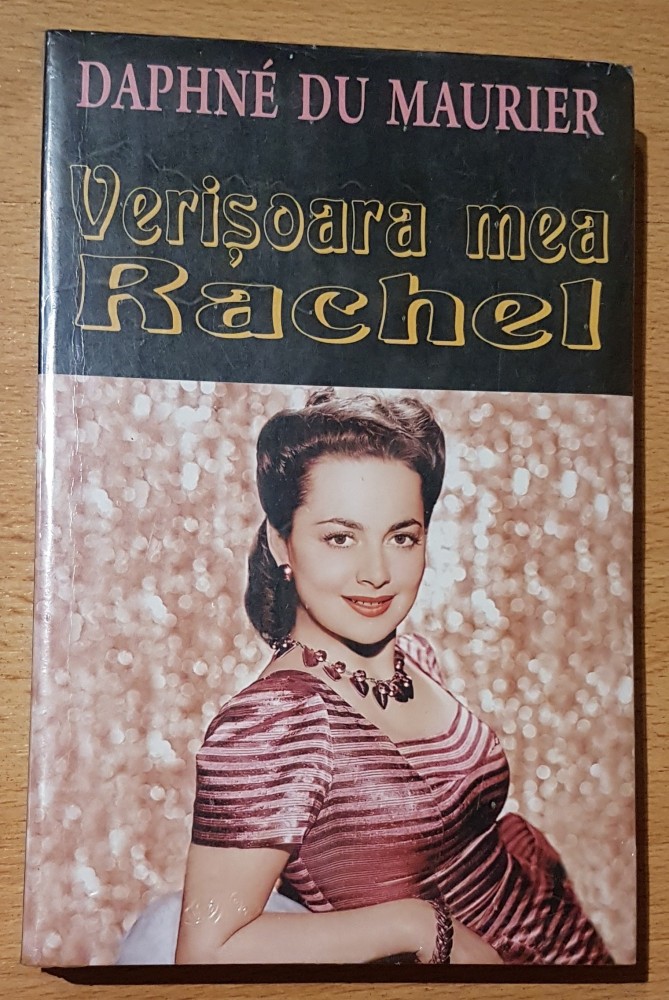 DAPHNÉ DU MAURIER
Verișoara mea
Rachel